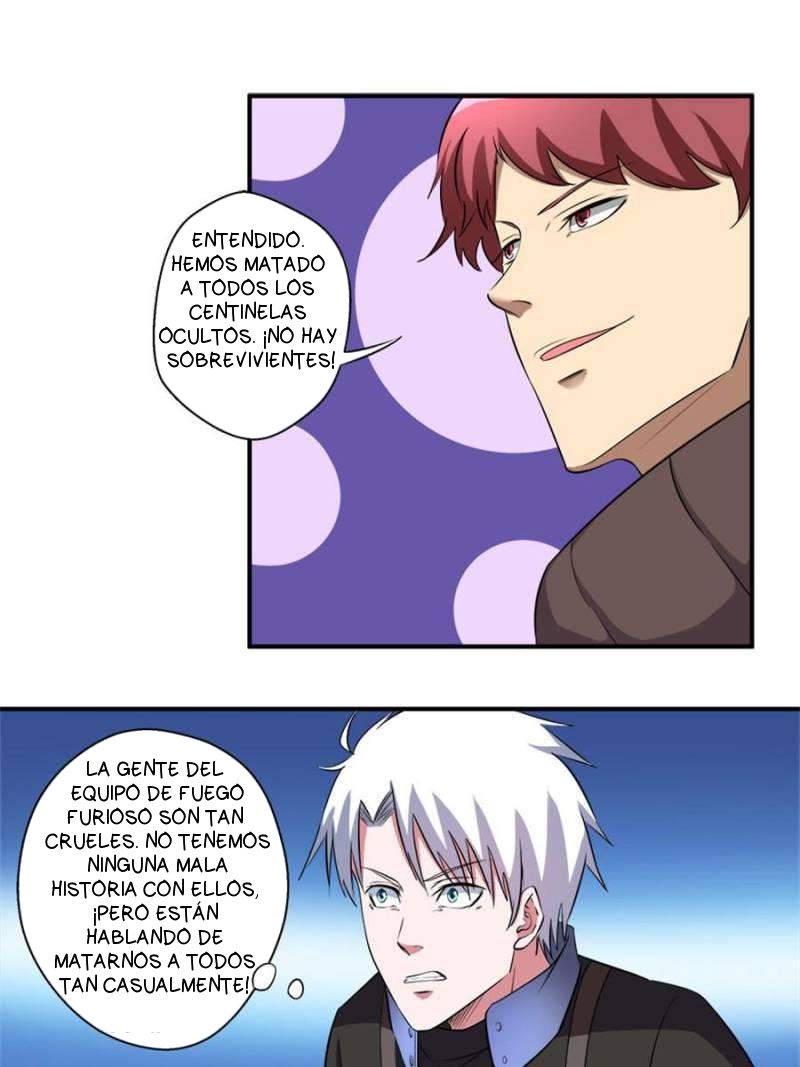 ENTENDIDO.
HEMOS MATADO
A TODOS LOS
CENTINELAS
OCULTOS. ¡NO HAY
SOBREVIVIENTES!
LA GENTE DEL
EQUIPO DE FUEGO
FURIOSO SON TAN
CRUELES. NO TENEMOS
NINGUNA MALA
HISTORIA CON ELLOS,
¡PERO ESTÁN
HABLANDO DE
MATARNOS A TODOS
TAN CASUALMENTE!